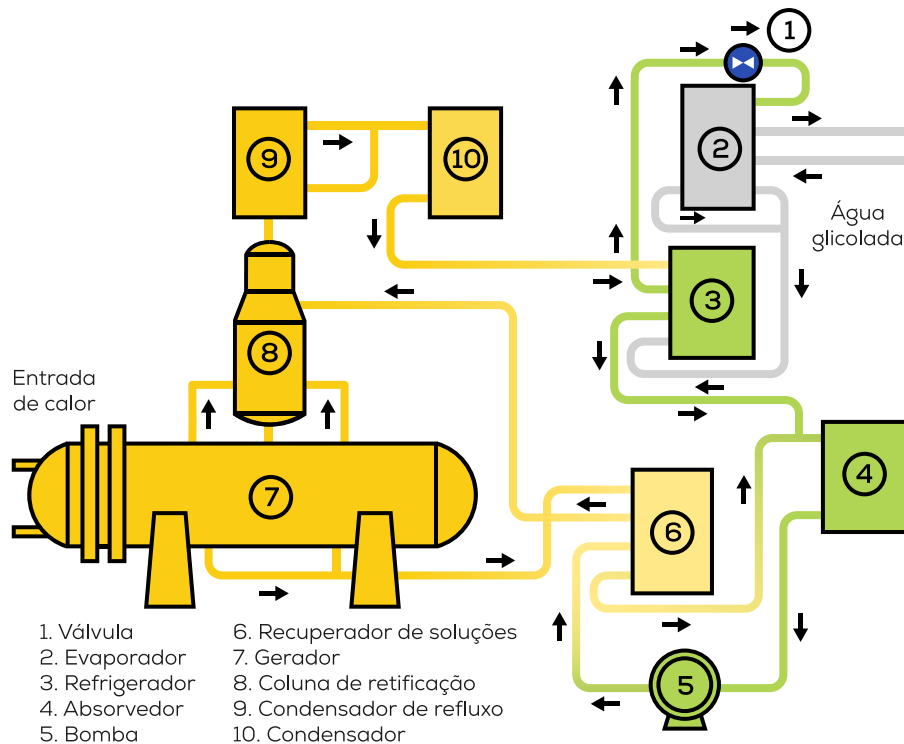 1
2
9
10
Água
glicolada
3
8
Entrada
de calor
4
7
6
5
1. Válvula
2. Evaporador
3. Refrigerador
4. Absorvedor
5. Bomba
6. Recuperador de soluções
7. Gerador
8. Coluna de retificação
9. Condensador de refluxo
10. Condensador